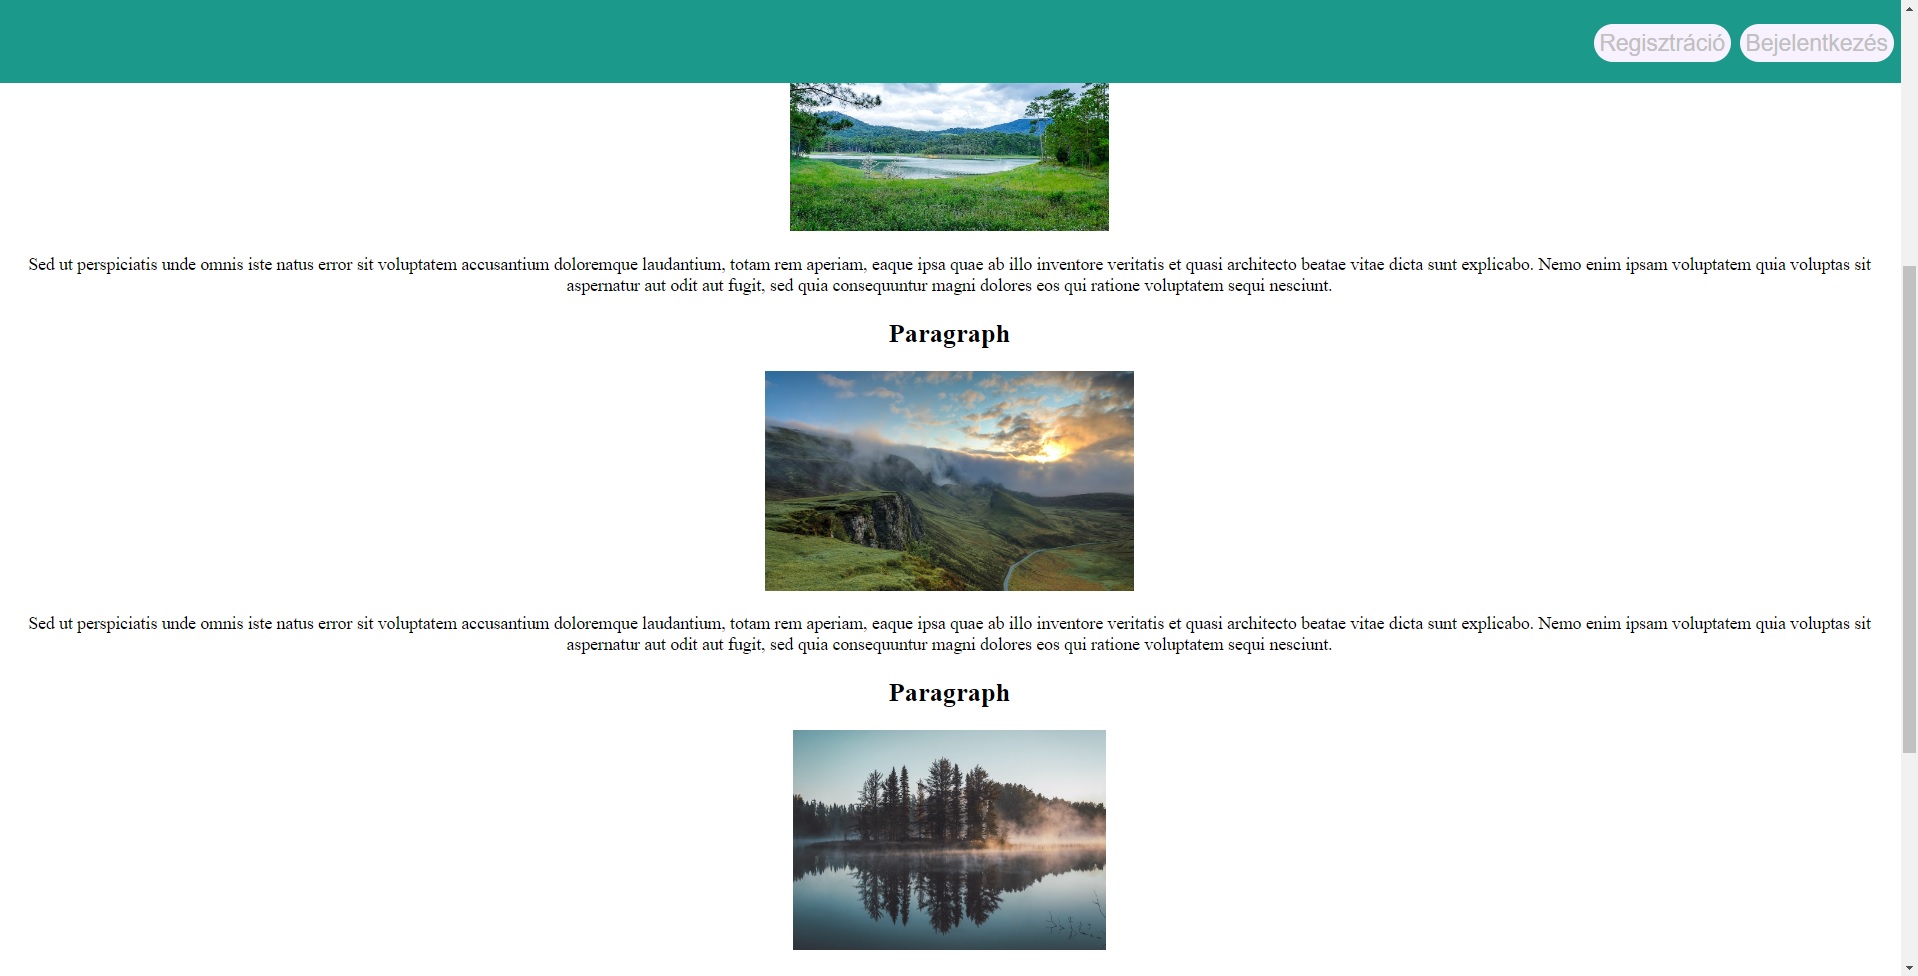 Regisztráció Bejelentkezés
Sed ut perspiciatis unde omnis iste natus error sit voluptatem accusantium doloremque laudantium, totam rem aperiam, eaque ipsa quae ab illo inventore veritatis et quasi architecto beatae vitae dicta sunt explicabo. Nemo enim ipsam voluptatem quia voluptas sit
aspernatur aut odit aut fugit, sed quia consequuntur magni dolores eos qui ratione voluptatem sequi nesciunt.
Paragraph
Sed ut perspiciatis unde omnis iste natus error sit voluptatem accusantium doloremque laudantium, totam rem aperiam, eaque ipsa quae ab illo inventore veritatis et quasi architecto beatae vitae dicta sunt explicabo. Nemo enim ipsam voluptatem quia voluptas sit
aspernatur aut odit aut fugit, sed quia consequuntur magni dolores eos qui ratione voluptatem sequi nesciunt.
Paragraph